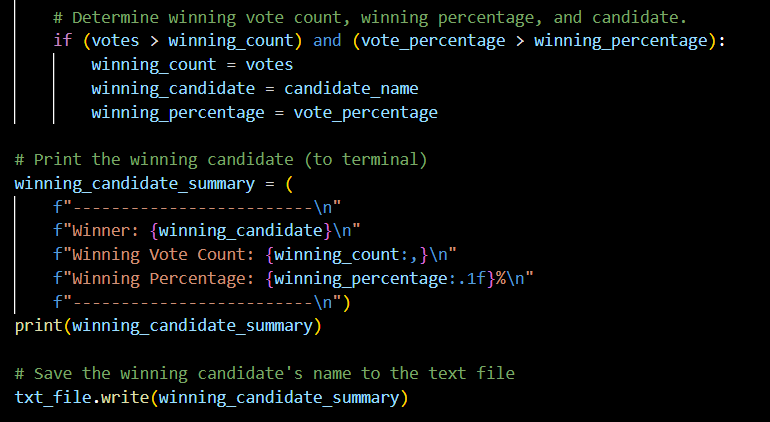 # Determine winning vote count, winning percentage, and candidate.
if (votes > winning_count) and (vote_percentage > winning_percentage):
winning_count = votes
winning_candidate = candidate_name
winning_percentage = vote_percentage
# Print the winning candidate (to terminal)
winning_candidate_summary = (
f"-------------------------\n"
f"Winner: {winning_candidate}\n"
f"Winning Vote Count: {winning_count:,}\n"
f"Winning Percentage: {winning_percentage:.1f}%\n"
f"-------------------------\n")
print(winning_candidate_summary)
# Save the winning candidate's name to the text file
txt_file.write(winning_candidate_summary)